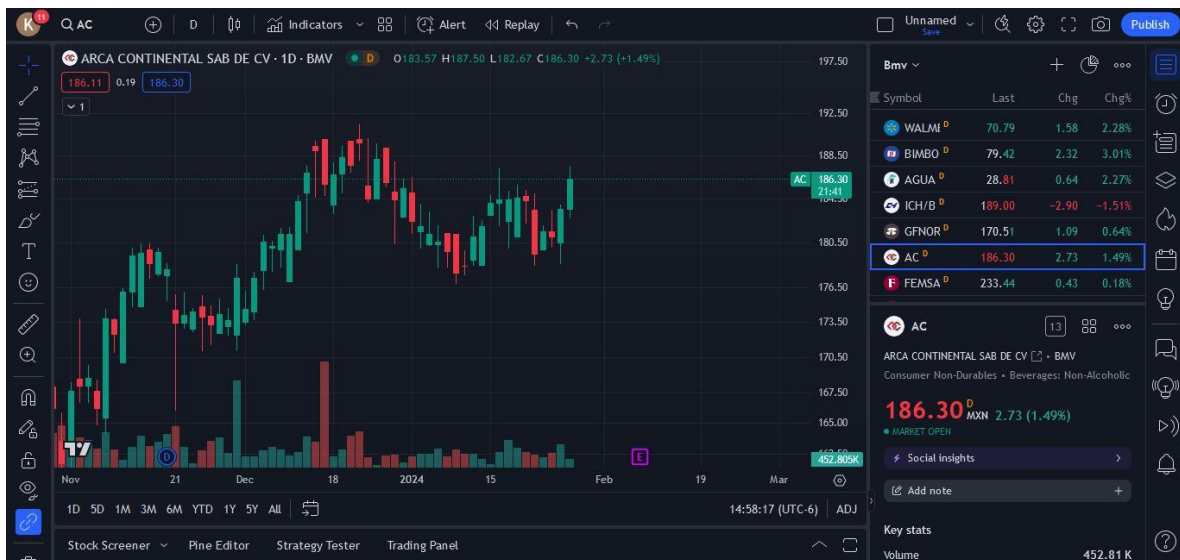 K 11 AC D Indicators Alert Replay Unnamed Save Publish
ARCA CONTINENTAL SAB DE CV · 1D · BMV D O183.57 H187.50 L182.67 C186.30 +2.73 (+1.49%)
186.11 0.19 186.30
1
197.50
192.50
188.50
AC 186.30
21:41
180.50
176.50
173.50
170.50
167.50
165.00
452.805K
D
E
Nov 21 Dec 18 2024 15 Feb 19 Mar
1D 5D 1M 3M 6M YTD 1Y 5Y All 14:58:17 (UTC-6) ADJ
Stock Screener Pine Editor Strategy Tester Trading Panel
Bmv
Symbol Last Chg Chg%
D 70.79 1.58 2.28%
BIMBO D 79.42 2.32 3.01%
AGUA D 28.81 0.64 2.27%
ICH/B D 189.00 −2.90 −1.51%
GFNOR D 170.51 1.09 0.64%
AC D 186.30 2.73 1.49%
FEMSA D 233.44 0.43 0.18%
AC 13
ARCA CONTINENTAL SAB DE CV · BMV
Consumer Non-Durables · Beverages: Non-Alcoholic
186.30 D MXN 2.73 (1.49%)
MARKET OPEN
Social insights
Add note
Key stats
Volume 452.81K